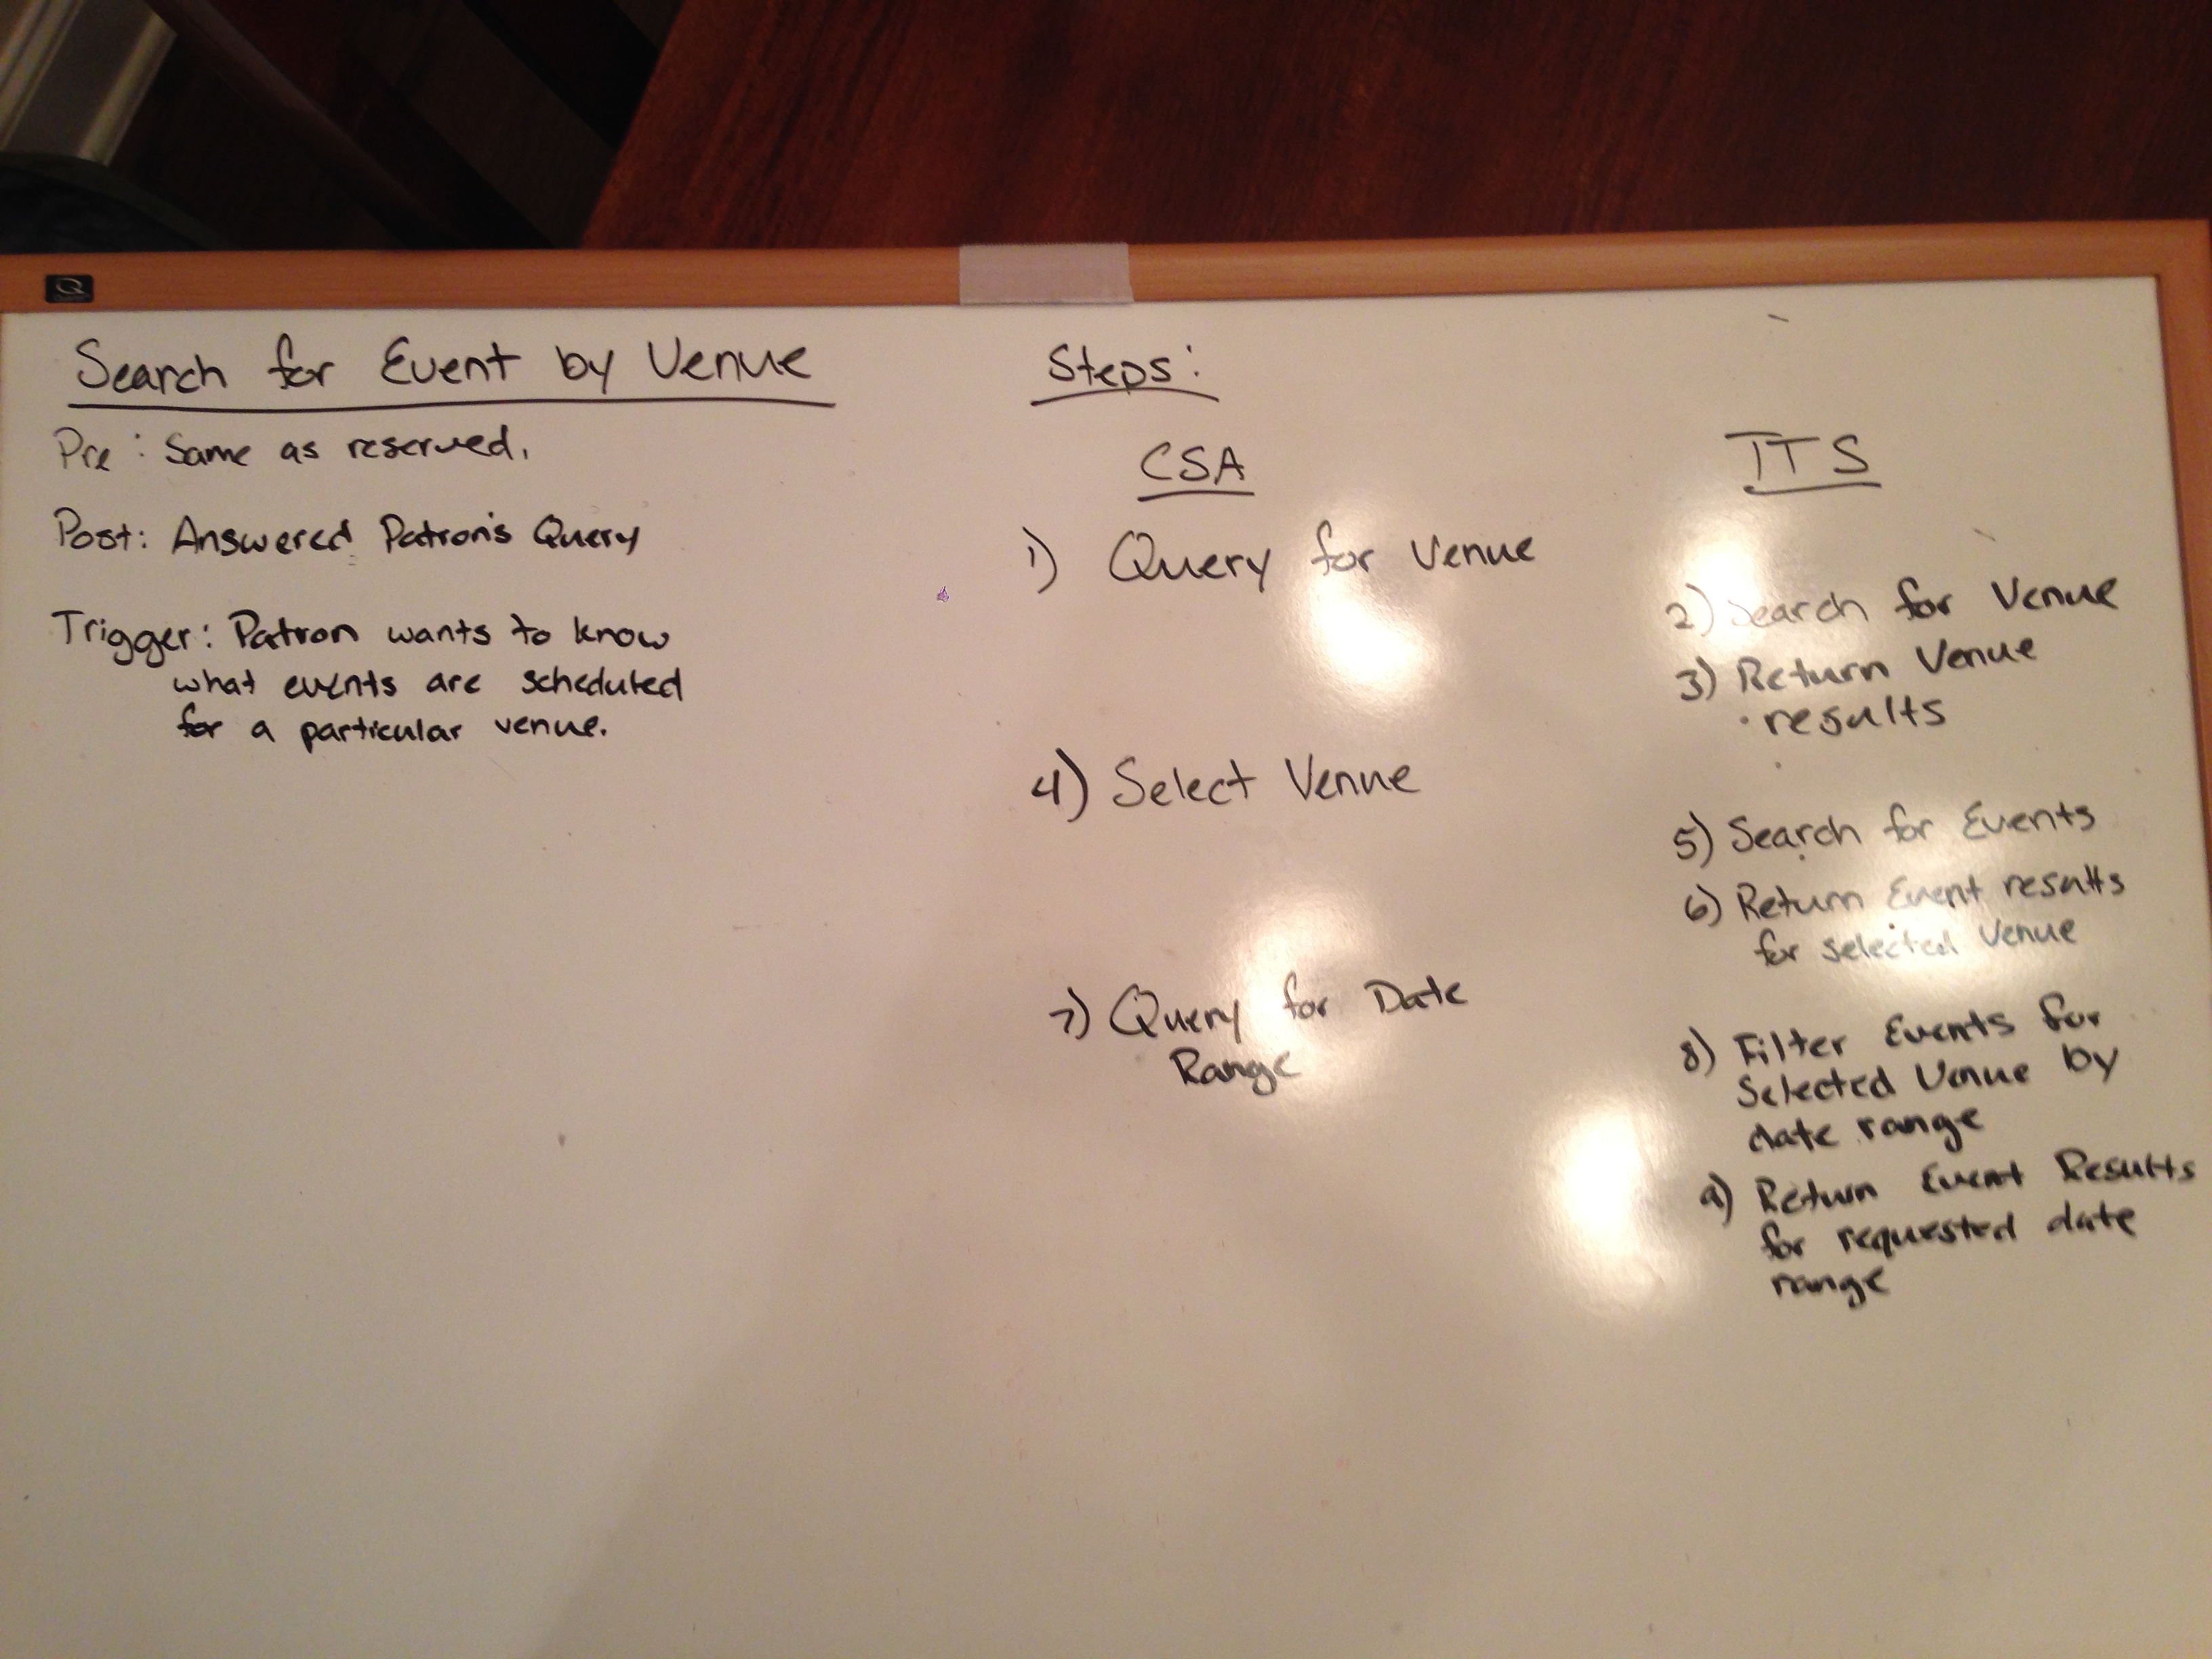 Search for Event by Venue
Pre: Same as reserved.
Post: Answered Patron's Query
Trigger: Patron wants to know
what events are scheduled
for a particular venue.
Steps:
CSA
TTS
1) Query for Venue
2) Search for Venue
3) Return Venue
results
4) Select Venue
5) Search for Events
6) Return Event results
for selected Venue
7) Query for Date
Range
8) Filter Events for
Selected Venue by
date range
9) Return Event Results
for requested date
range